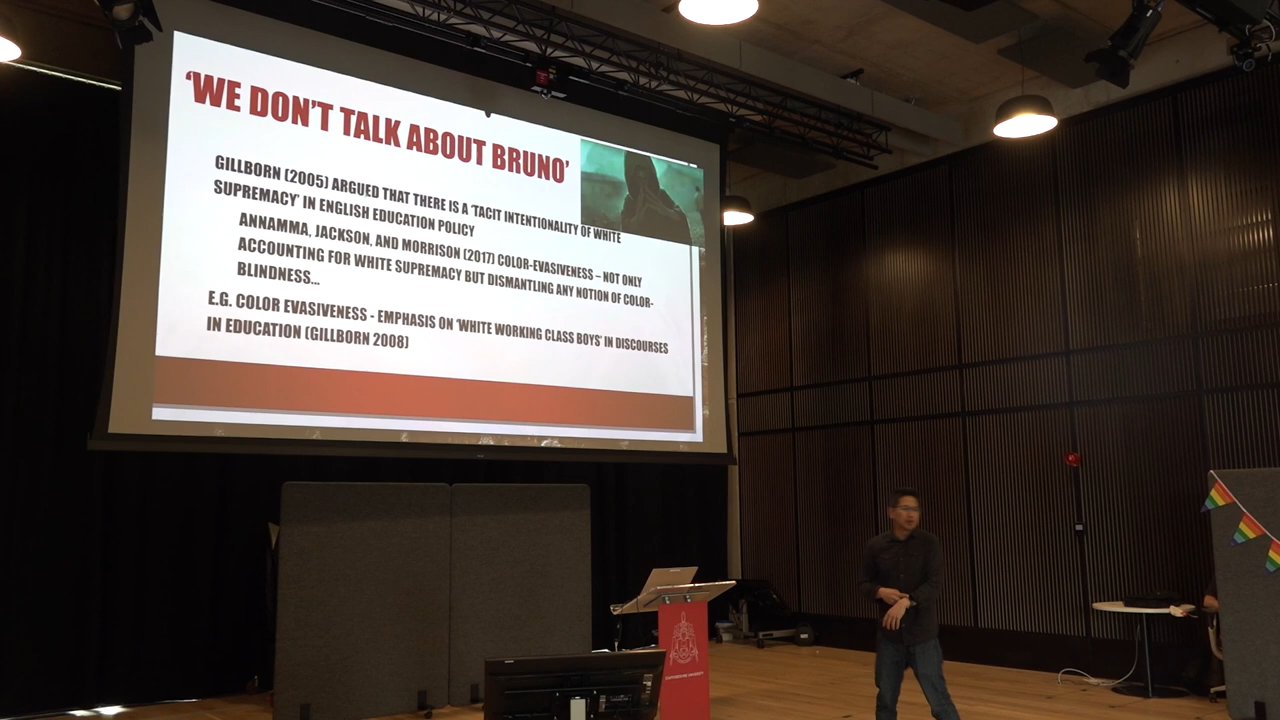 ‘WE DON’T TALK ABOUT BRUNO’
GILLBORN (2005) ARGUED THAT THERE IS A ‘TACIT INTENTIONALITY OF WHITE
SUPREMACY’ IN ENGLISH EDUCATION POLICY
ANNAMMA, JACKSON, AND MORRISON (2017) COLOR-EVASIVENESS – NOT ONLY
ACCOUNTING FOR WHITE SUPREMACY BUT DISMANTLING ANY NOTION OF COLOR-
BLINDNESS...
E.G. COLOR EVASIVENESS - EMPHASIS ON ‘WHITE WORKING CLASS BOYS’ IN DISCOURSES
IN EDUCATION (GILLBORN 2008)